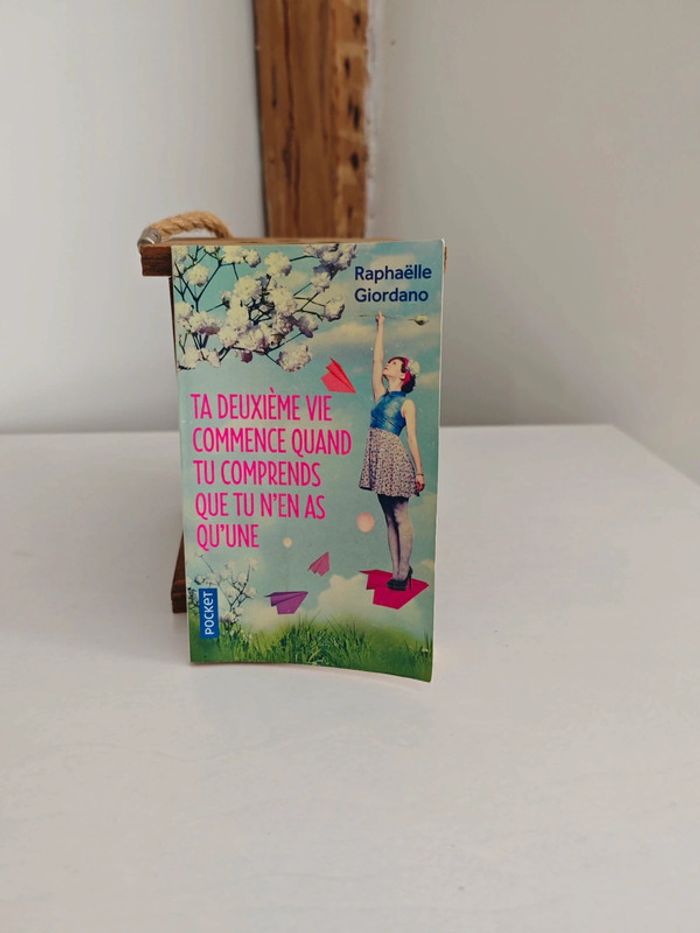 Raphaëlle
Giordano
TA DEUXIÈME VIE
COMMENCE QUAND
TU COMPRENDS
QUE TU N'EN AS
QU'UNE
POCKET